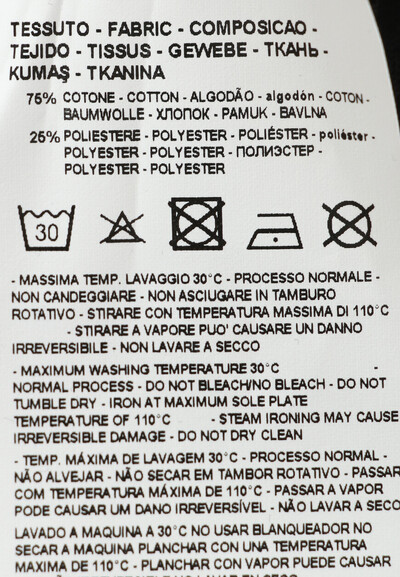 TESSUTO - FABRIC - COMPOSICAO -
TEJIDO - TISSUS - GEWEBE - ТКАНЬ -
KUMAŞ - TKANINA
75% COTONE - COTTON - ALGODÃO - algodón - COTON -
BAUMWOLLE - ХЛОПОК - PAMUK - BAVLNA
25% POLIESTERE - POLYESTER - POLIÉSTER - poliéster -
POLYESTER - POLYESTER - ПОЛИЭСТЕР -
POLYESTER - POLYESTER
30
- MASSIMA TEMP. LAVAGGIO 30°C - PROCESSO NORMALE -
NON CANDEGGIARE - NON ASCIUGARE IN TAMBURO
ROTATIVO - STIRARE CON TEMPERATURA MASSIMA DI 110°C
- STIRARE A VAPORE PUO' CAUSARE UN DANNO
IRREVERSIBILE - NON LAVARE A SECCO
- MAXIMUM WASHING TEMPERATURE 30°C -
NORMAL PROCESS - DO NOT BLEACH/NO BLEACH - DO NOT
TUMBLE DRY - IRON AT MAXIMUM SOLE PLATE
TEMPERATURE OF 110°C - STEAM IRONING MAY CAUSE
IRREVERSIBLE DAMAGE - DO NOT DRY CLEAN
- TEMP. MÁXIMA DE LAVAGEM 30°C - PROCESSO NORMAL -
NÃO ALVEJAR - NÃO SECAR EM TAMBOR ROTATIVO - PASSAR
COM TEMPERATURA MÁXIMA DE 110°C - PASSAR A VAPOR
PODE CAUSAR UM DANO IRREVERSÍVEL - NÃO LAVAR A SECO
LAVADO A MAQUINA A 30°C NO USAR BLANQUEADOR NO
SECAR A MAQUINA PLANCHAR CON UNA TEMPERATURA
MAXIMA DE 110°C - PLANCHAR CON VAPOR PUEDE CAUSAR